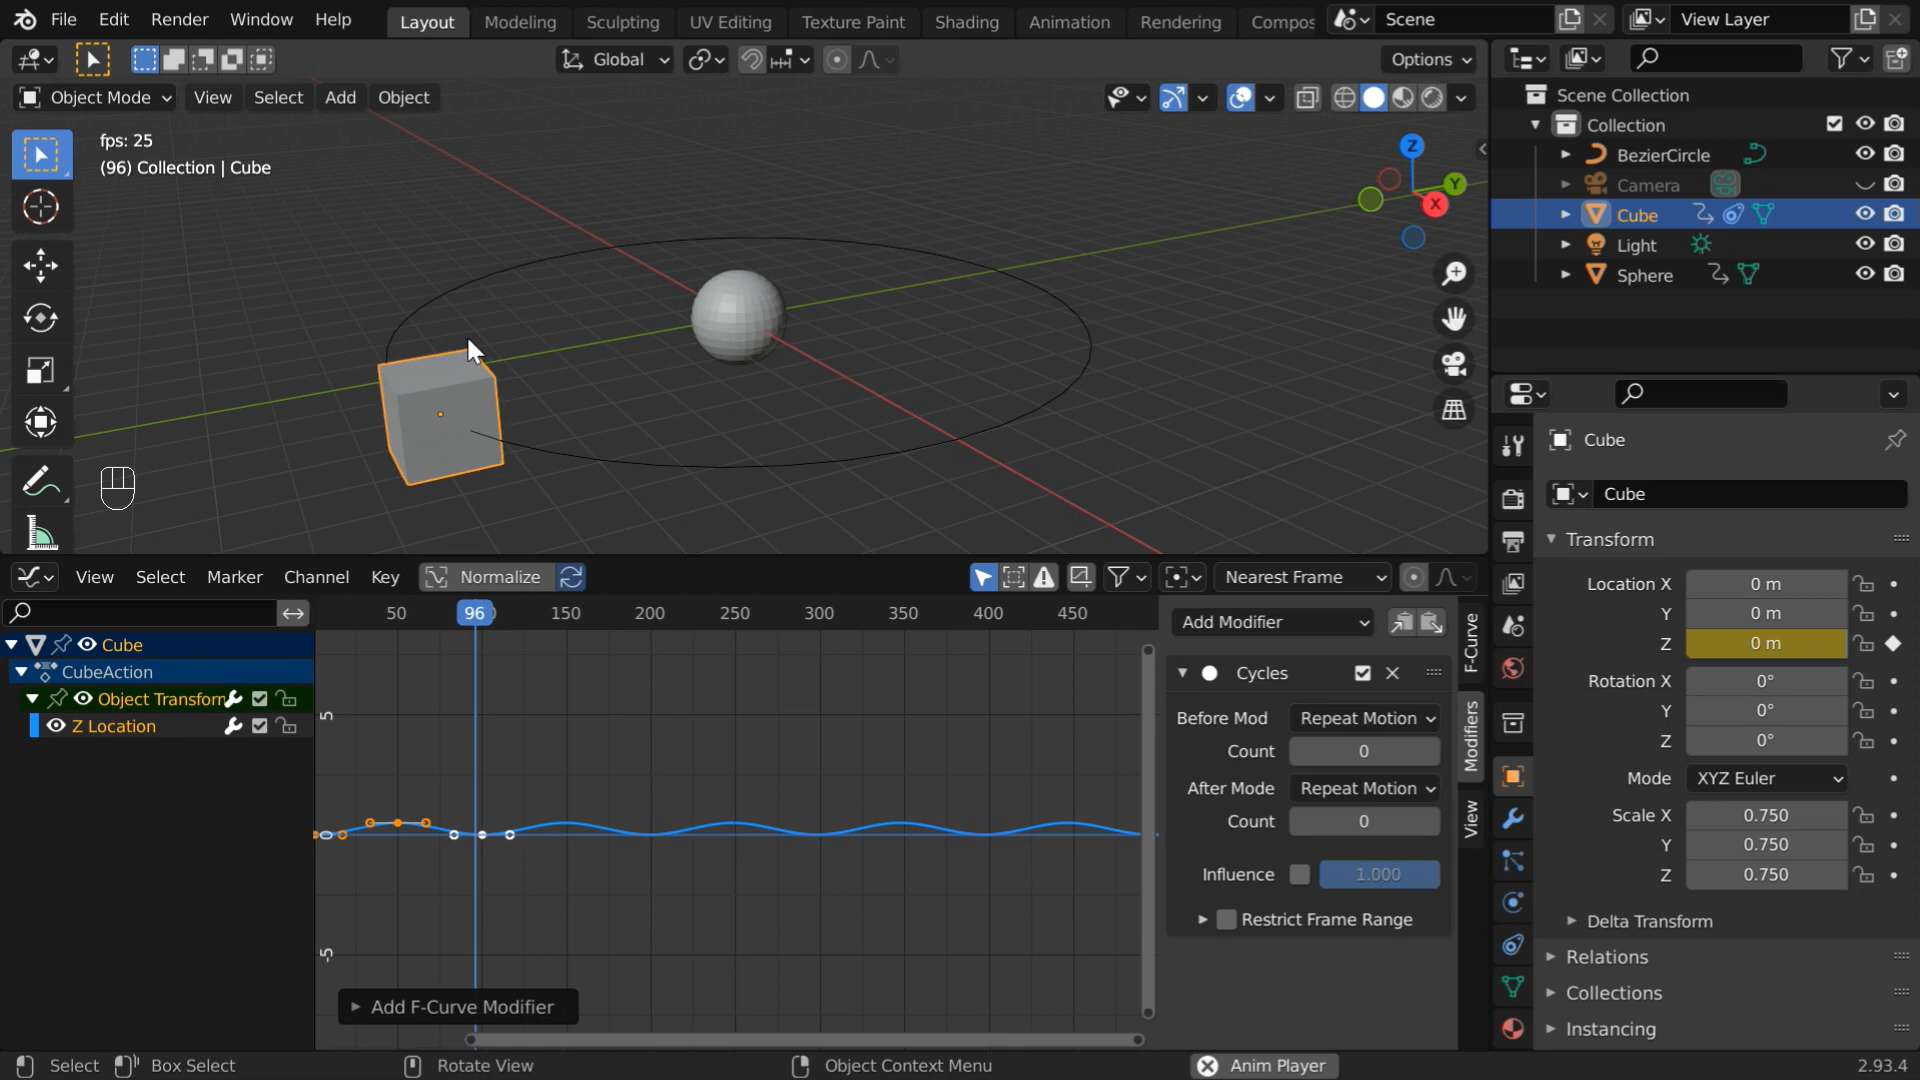 File Edit Render Window Help Layout Modeling Sculpting UV Editing Texture Paint Shading Animation Rendering Compos Scene View Layer
Global Options
Object Mode View Select Add Object
fps: 25
(96) Collection | Cube
Z
Y
X
Scene Collection
Collection
BezierCircle
Camera
Cube
Light
Sphere
Cube
Cube
Transform
Location X 0 m
Y 0 m
Z 0 m
Rotation X 0°
Y 0°
Z 0°
Mode XYZ Euler
Scale X 0.750
Y 0.750
Z 0.750
Delta Transform
Relations
Collections
Instancing
View Select Marker Channel Key Normalize Nearest Frame
50 96 150 200 250 300 350 400 450
Cube
CubeAction
Object Transform
Z Location
5
0
-5
Add F-Curve Modifier
Add Modifier
Cycles
Before Mod Repeat Motion
Count 0
After Mode Repeat Motion
Count 0
Influence 1.000
Restrict Frame Range
F-Curve
Modifiers
View
Select Box Select Rotate View Object Context Menu Anim Player 2.93.4